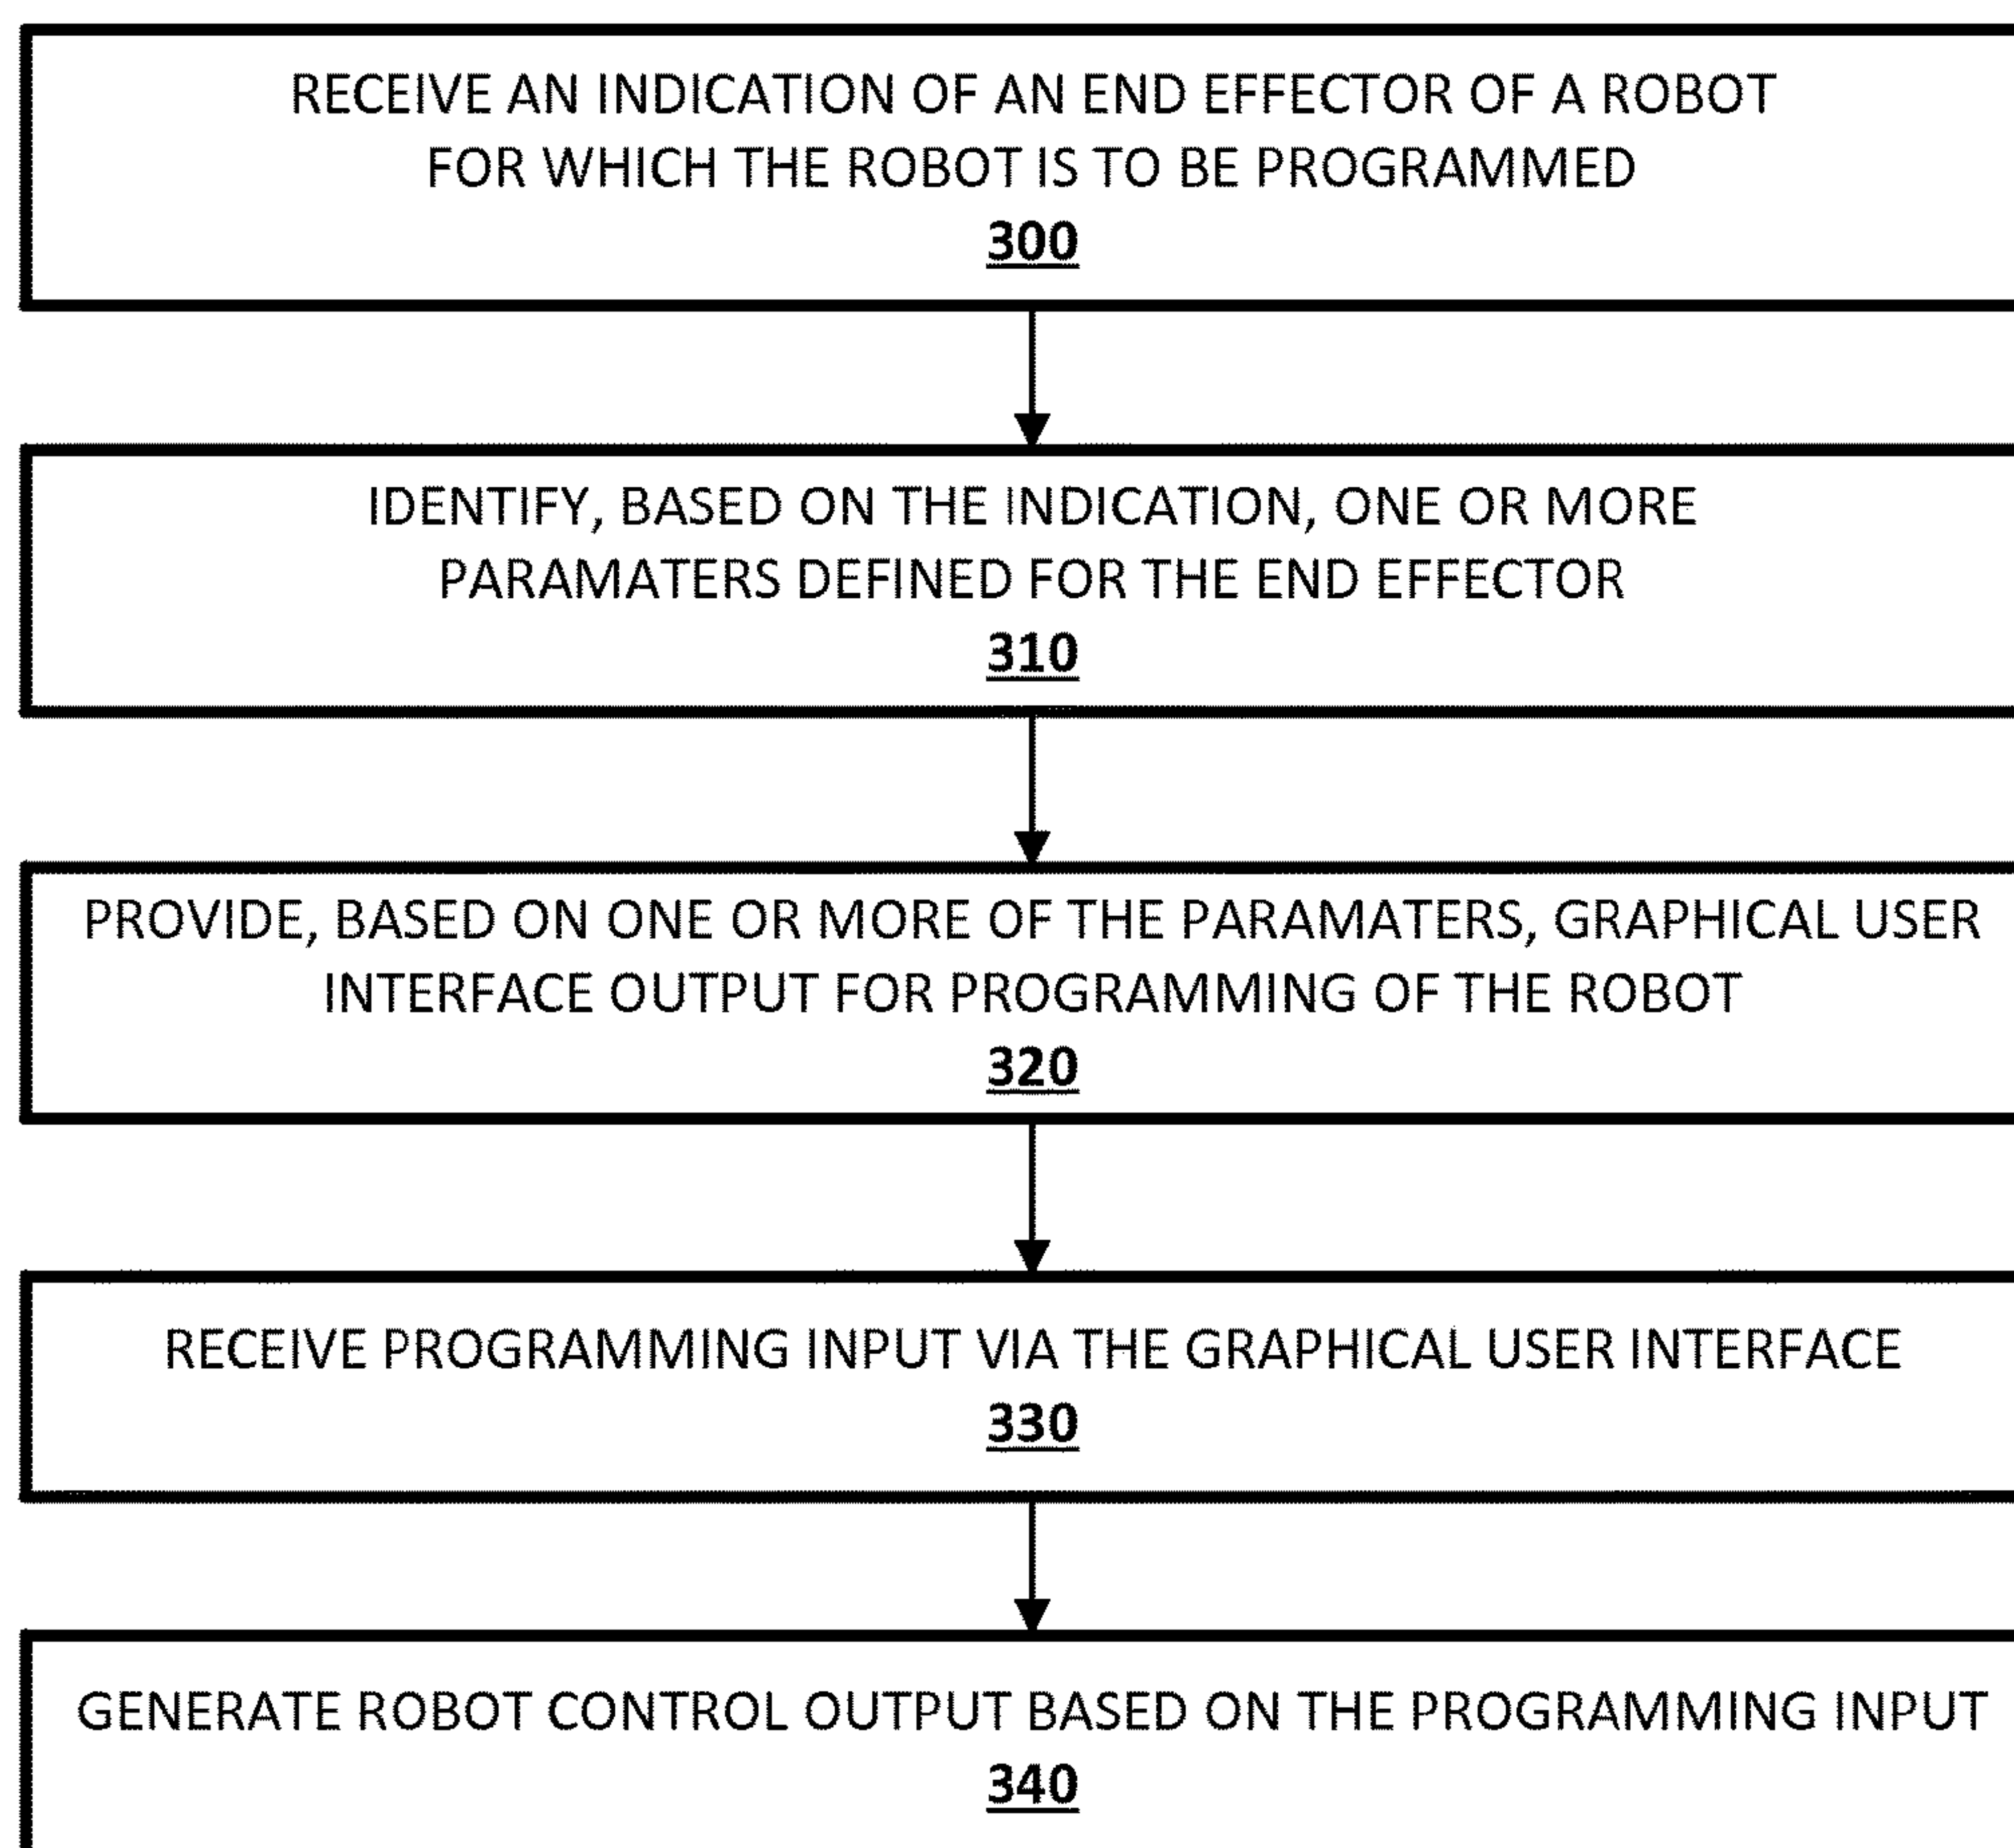 RECEIVE AN INDICATION OF AN END EFFECTOR OF A ROBOT
FOR WHICH THE ROBOT IS TO BE PROGRAMMED
300
IDENTIFY, BASED ON THE INDICATION, ONE OR MORE
PARAMATERS DEFINED FOR THE END EFFECTOR
310
PROVIDE, BASED ON ONE OR MORE OF THE PARAMATERS, GRAPHICAL USER
INTERFACE OUTPUT FOR PROGRAMMING OF THE ROBOT
320
RECEIVE PROGRAMMING INPUT VIA THE GRAPHICAL USER INTERFACE
330
GENERATE ROBOT CONTROL OUTPUT BASED ON THE PROGRAMMING INPUT
340